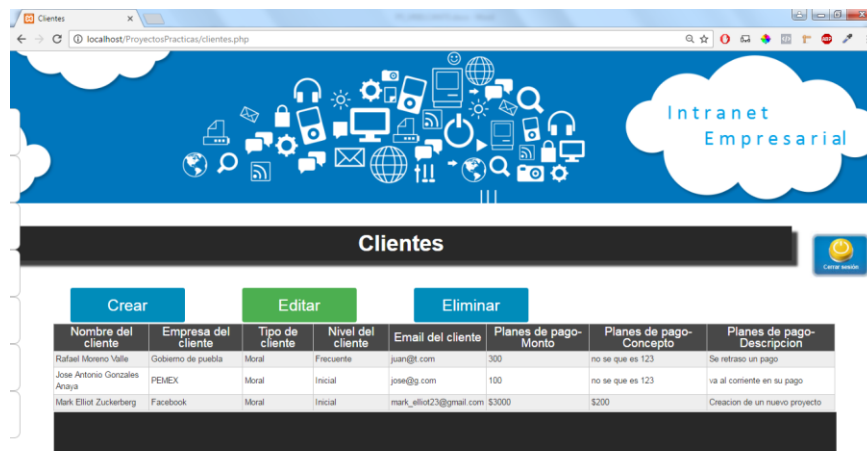 Clientes
localhost/ProyectosPracticas/clientes.php
ABP
Intranet
Empresarial
Clientes
Cerrar sesión
Crear Editar Eliminar
Nombre del cliente Empresa del cliente Tipo de cliente Nivel del cliente Email del cliente Planes de pago-Monto Planes de pago-Concepto Planes de pago-Descripcion
Rafael Moreno Valle Gobierno de puebla Moral Frecuente juan@t.com 300 no se que es 123 Se retraso un pago
Jose Antonio Gonzales Anaya PEMEX Moral Inicial jose@g.com 100 no se que es 123 va al corriente en su pago
Mark Elliot Zuckerberg Facebook Moral Inicial mark_elliot23@gmail.com $3000 $200 Creacion de un nuevo proyecto